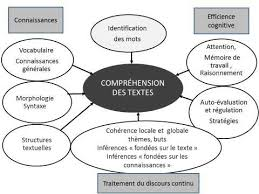 Connaissances
Identification
des mots
Efficience
cognitive
Vocabulaire
Connaissances
générales
Attention,
Mémoire de
travail ,
Raisonnement
COMPRÉHENSION
DES TEXTES
Morphologie
Syntaxe
Auto-évaluation
et régulation
Stratégies
Structures
textuelles
Cohérence locale et globale
thèmes, buts
Inférences « fondés sur le texte »
Inférences « fondées sur les
connaissances »
Traitement du discours continu